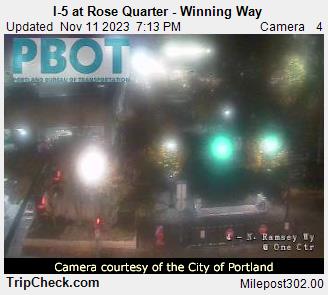 I-5 at Rose Quarter - Winning Way
Updated Nov 11 2023 7:13 PM Camera 4
PBOT
PORTLAND BUREAU OF TRANSPORTATION
4 - N. Ramsey Wy
@ One Ctr
Camera courtesy of the City of Portland
TripCheck.com Milepost302.00